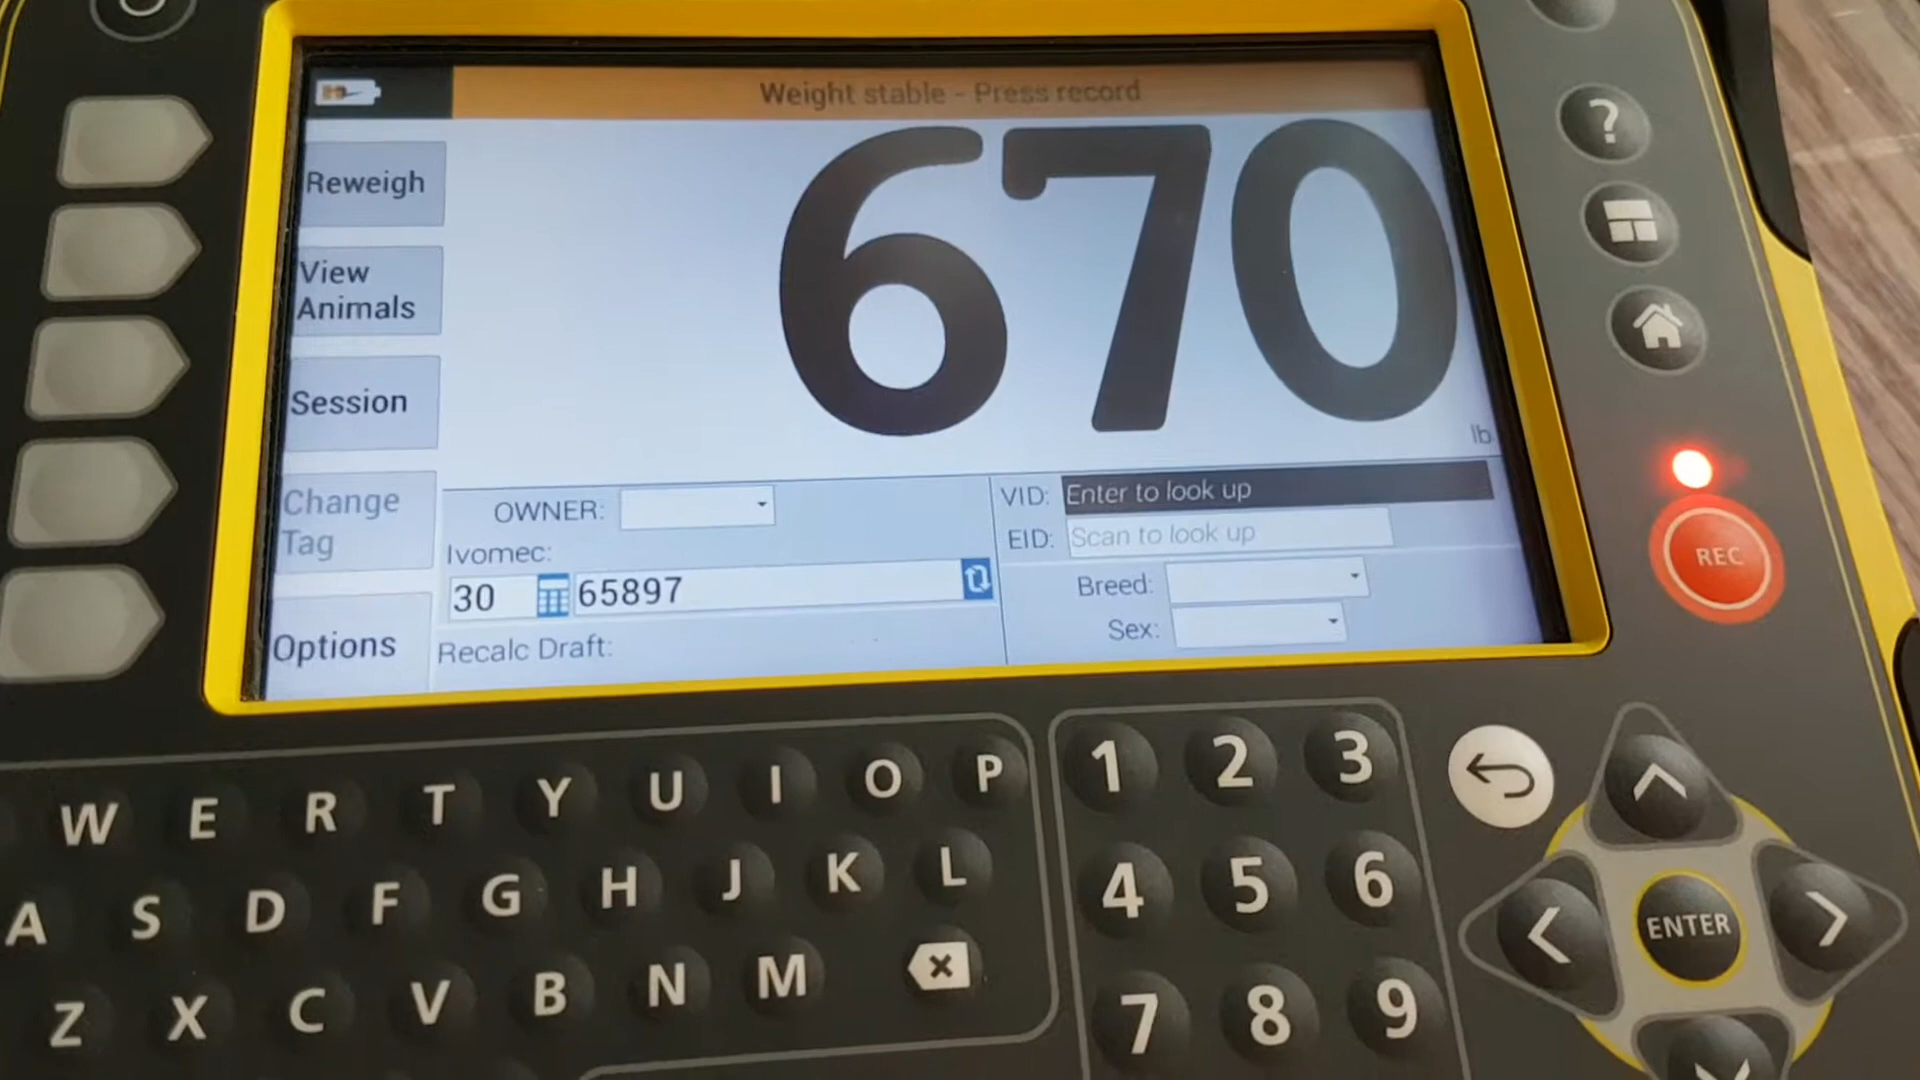 Weight stable - Press record
670
lb
Reweigh
View
Animals
Session
Change
Tag
Options
OWNER:
Ivomec:
30 65897
Recalc Draft:
VID: Enter to look up
EID: Scan to look up
Breed:
Sex:
?
REC
W E R T Y U I O P
A S D F G H J K L
Z X C V B N M
1 2 3
4 5 6
7 8 9
ENTER